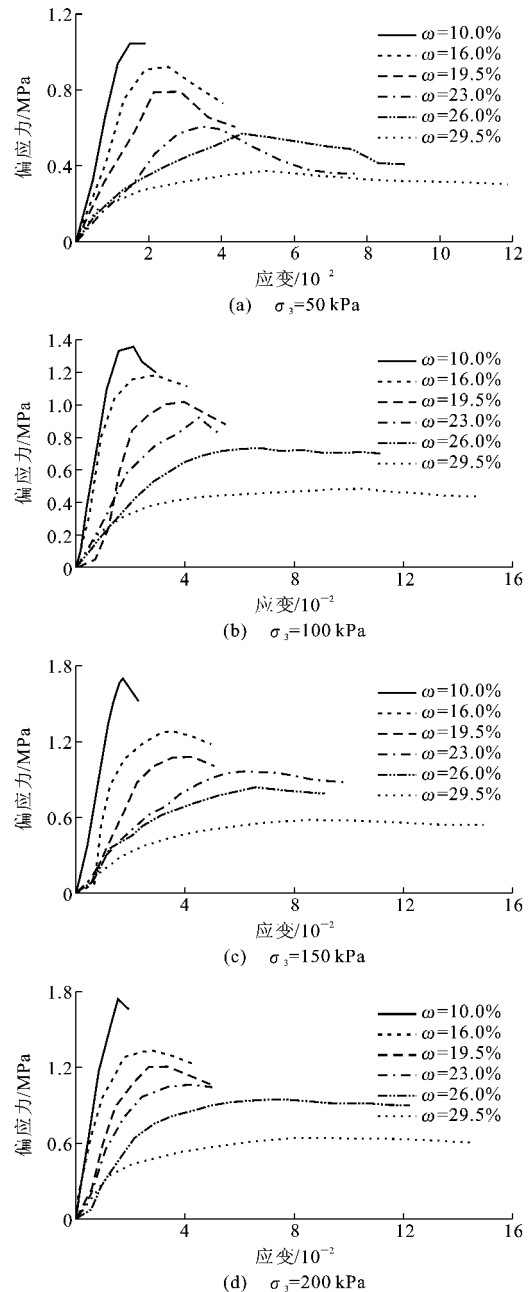 1.2
0.8
0.4
0
偏应力/MPa
ω=10.0%
ω=16.0%
ω=19.5%
ω=23.0%
ω=26.0%
ω=29.5%
2 4 6 8 10 12
应变/10⁻²
(a) σ₃=50 kPa
1.4
1.2
1.0
0.8
0.6
0.4
0.2
0
偏应力/MPa
ω=10.0%
ω=16.0%
ω=19.5%
ω=23.0%
ω=26.0%
ω=29.5%
4 8 12 16
应变/10⁻²
(b) σ₃=100 kPa
1.8
1.2
0.6
0
偏应力/MPa
ω=10.0%
ω=16.0%
ω=19.5%
ω=23.0%
ω=26.0%
ω=29.5%
4 8 12 16
应变/10⁻²
(c) σ₃=150 kPa
1.8
1.2
0.6
0
偏应力/MPa
ω=10.0%
ω=16.0%
ω=19.5%
ω=23.0%
ω=26.0%
ω=29.5%
4 8 12 16
应变/10⁻²
(d) σ₃=200 kPa